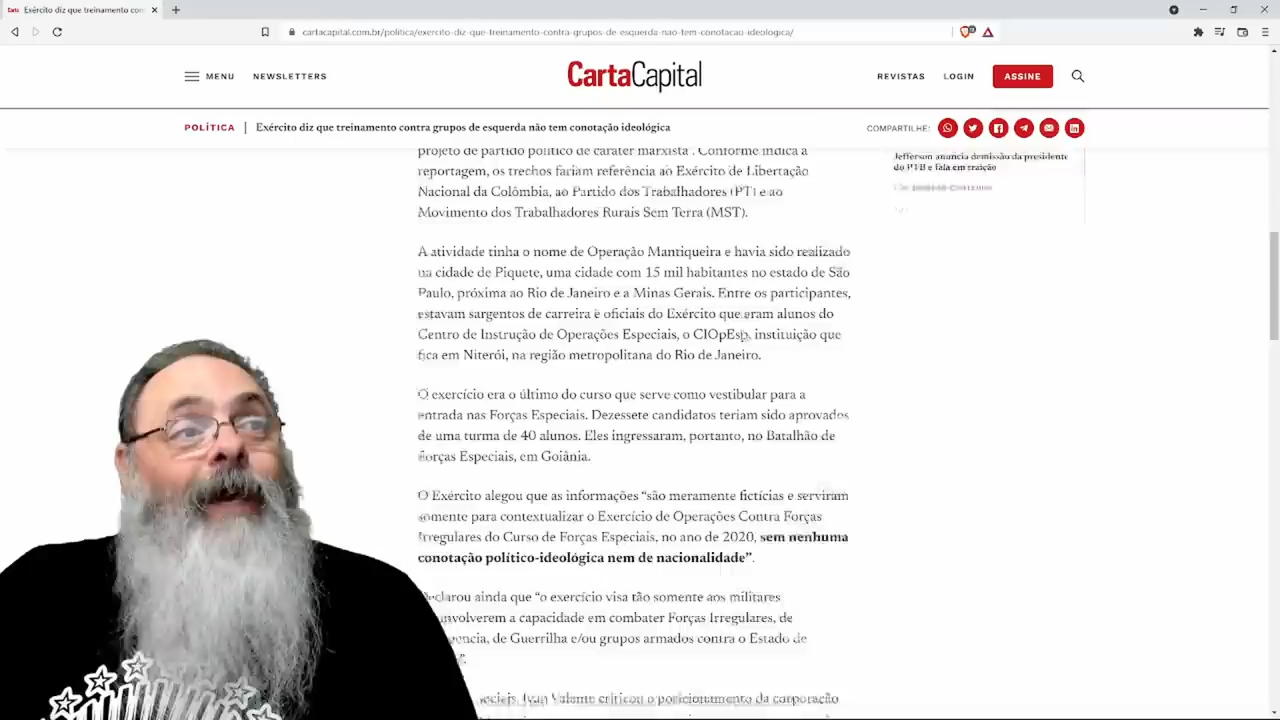 Exército diz que treinamento con
cartacapital.com.br/politica/exercito-diz-que-treinamento-contra-grupos-de-esquerda-nao-tem-conotacao-ideologica/
MENU NEWSLETTERS CartaCapital REVISTAS LOGIN ASSINE
POLÍTICA | Exército diz que treinamento contra grupos de esquerda não tem conotação ideológica COMPARTILHE:
projeto de partido político de caráter marxista". Conforme indica a
reportagem, os trechos fariam referência ao Exército de Libertação
Nacional da Colômbia, ao Partido dos Trabalhadores (PT) e ao
Movimento dos Trabalhadores Rurais Sem Terra (MST).
Jefferson anuncia demissão da presidente
do PTB e fala em traição
A atividade tinha o nome de Operação Mantiqueira e havia sido realizado
na cidade de Piquete, uma cidade com 15 mil habitantes no estado de São
Paulo, próxima ao Rio de Janeiro e a Minas Gerais. Entre os participantes,
estavam sargentos de carreira e oficiais do Exército que eram alunos do
Centro de Instrução de Operações Especiais, o CIOpEsp, instituição que
fica em Niterói, na região metropolitana do Rio de Janeiro.
O exercício era o último do curso que serve como vestibular para a
entrada nas Forças Especiais. Dezessete candidatos teriam sido aprovados
de uma turma de 40 alunos. Eles ingressaram, portanto, no Batalhão de
Forças Especiais, em Goiânia.
O Exército alegou que as informações “são meramente fictícias e serviram
somente para contextualizar o Exercício de Operações Contra Forças
Irregulares do Curso de Forças Especiais, no ano de 2020, sem nenhuma
conotação político-ideológica nem de nacionalidade”.
Declarou ainda que “o exercício visa tão somente aos militares
desenvolverem a capacidade em combater Forças Irregulares, de
de Guerrilha e/ou grupos armados contra o Estado de
Valente criticou o posicionamento da corporação